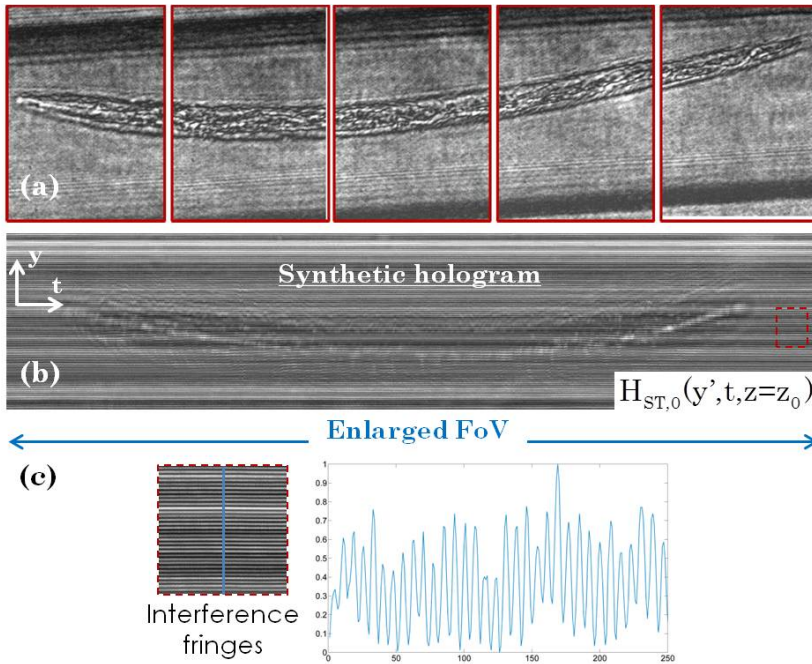 (a)
y
t
Synthetic hologram
(b)
H_ST,0(y',t,z=z_0)
Enlarged FoV
(c)
Interference
fringes
1
0.9
0.8
0.7
0.6
0.5
0.4
0.3
0.2
0.1
0
0
50
100
150
200
250